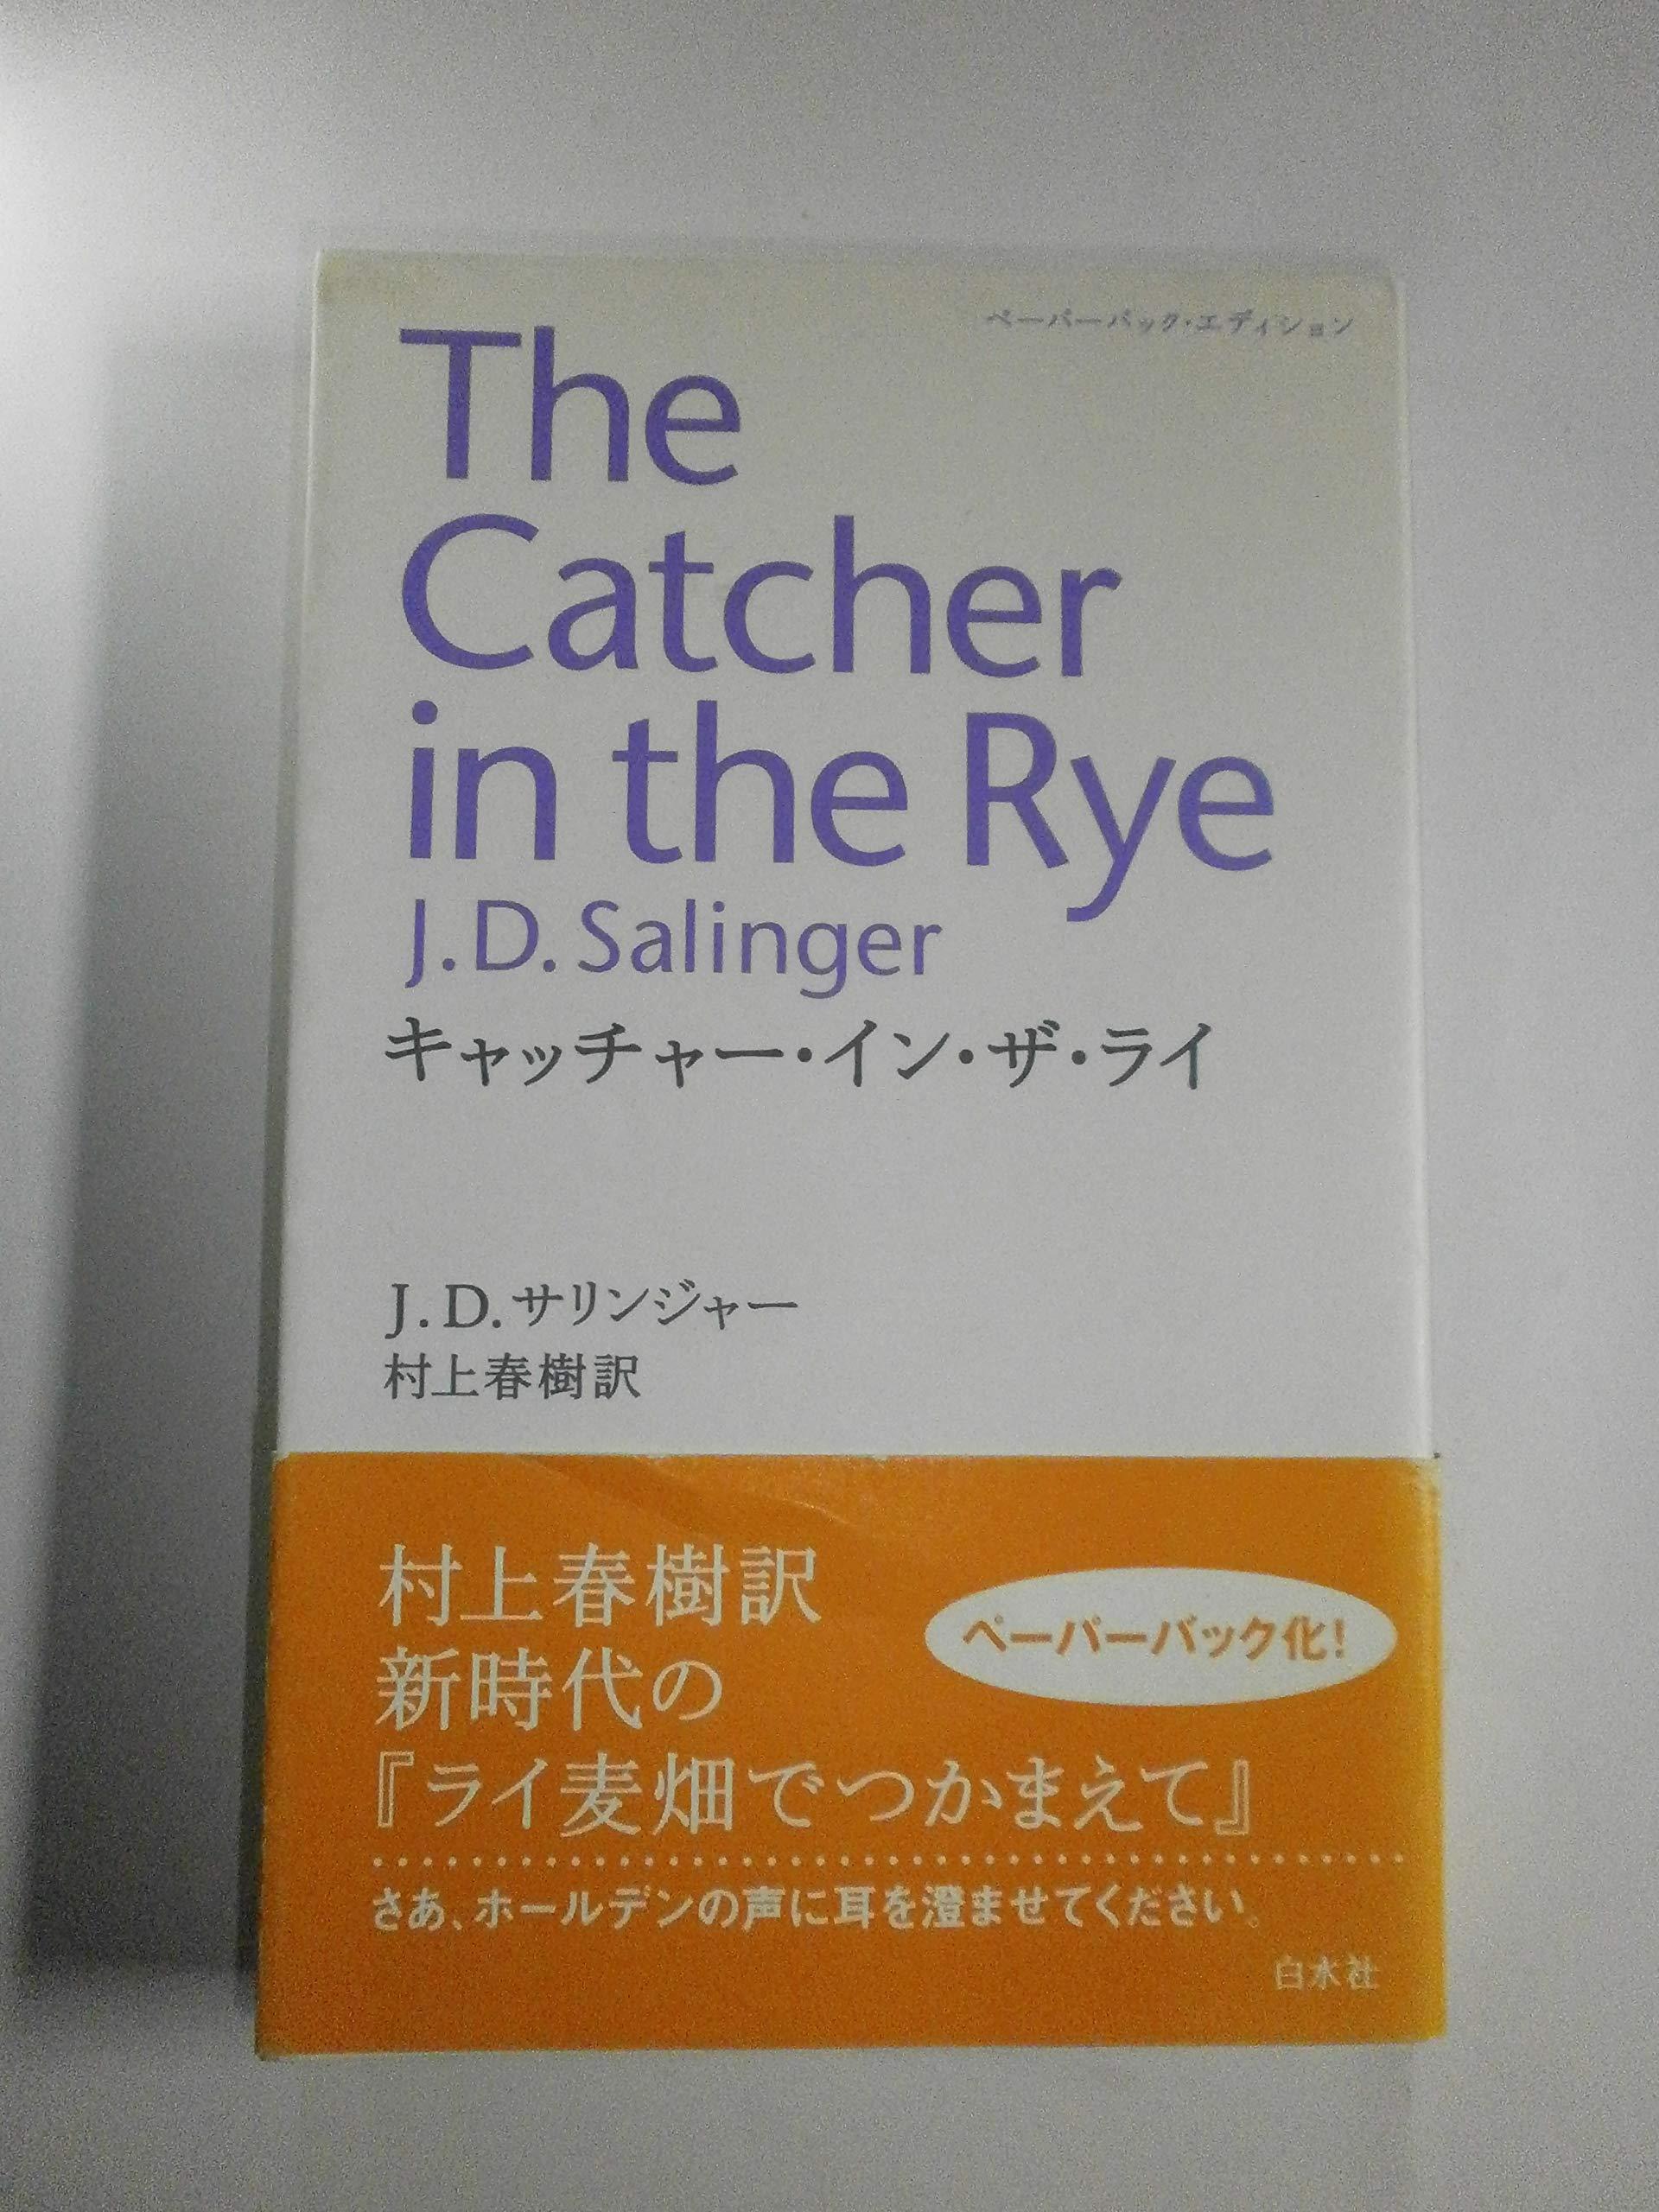 ペーパーバック・エディション
The
Catcher
in the Rye
J.D. Salinger
キャッチャー・イン・ザ・ライ
J.D.サリンジャー
村上春樹訳
村上春樹訳
新時代の
『ライ麦畑でつかまえて』
ペーパーバック化!
さあ、ホールデンの声に耳を澄ませてください。
白水社